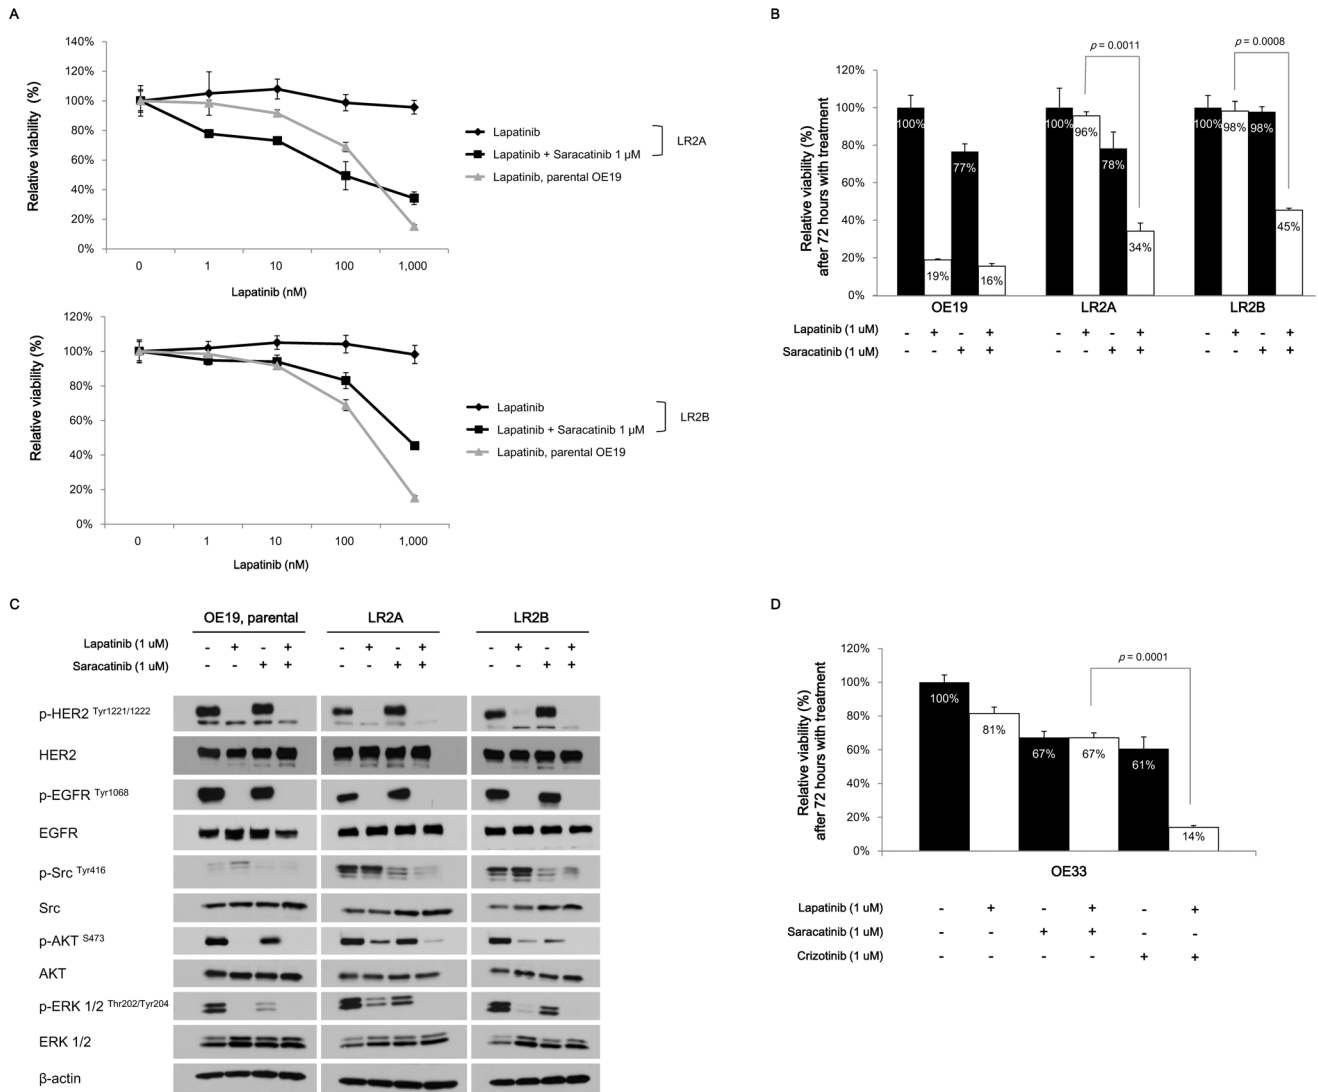 A
Relative viability (%)
140%
120%
100%
80%
60%
40%
20%
0%
0 1 10 100 1,000
Lapatinib (nM)
Lapatinib
Lapatinib + Saracatinib 1 μM
Lapatinib, parental OE19
LR2A
Relative viability (%)
120%
100%
80%
60%
40%
20%
0%
0 1 10 100 1,000
Lapatinib (nM)
Lapatinib
Lapatinib + Saracatinib 1 μM
Lapatinib, parental OE19
LR2B
B
Relative viability (%)
after 72 hours with treatment
120%
100%
80%
60%
40%
20%
0%
p = 0.0011
p = 0.0008
100% 19% 77% 16%
100% 96% 78% 34%
100% 98% 98% 45%
OE19 LR2A LR2B
Lapatinib (1 uM) - + - + - + - + - + - +
Saracatinib (1 uM) - - + + - - + + - - + +
C
OE19, parental LR2A LR2B
Lapatinib (1 uM) - + - + - + - + - + - +
Saracatinib (1 uM) - - + + - - + + - - + +
p-HER2 Tyr1221/1222
HER2
p-EGFR Tyr1068
EGFR
p-Src Tyr416
Src
p-AKT S473
AKT
p-ERK 1/2 Thr202/Tyr204
ERK 1/2
β-actin
D
Relative viability (%)
after 72 hours with treatment
120%
100%
80%
60%
40%
20%
0%
p = 0.0001
100% 81% 67% 67% 61% 14%
OE33
Lapatinib (1 uM) - + - + - +
Saracatinib (1 uM) - - + + - -
Crizotinib (1 uM) - - - - + +